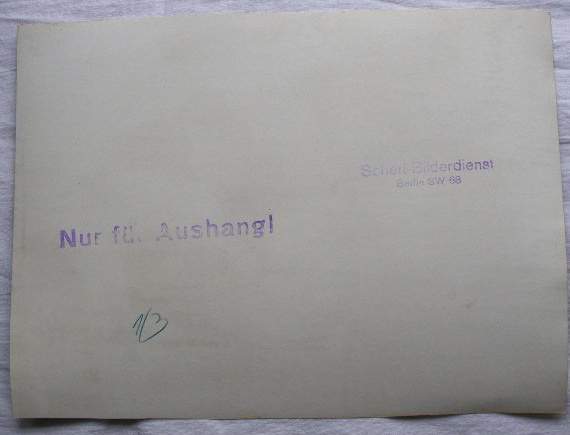 Scherl-Bilderdienst
Berlin SW 68
Nur für Aushang!
1/3